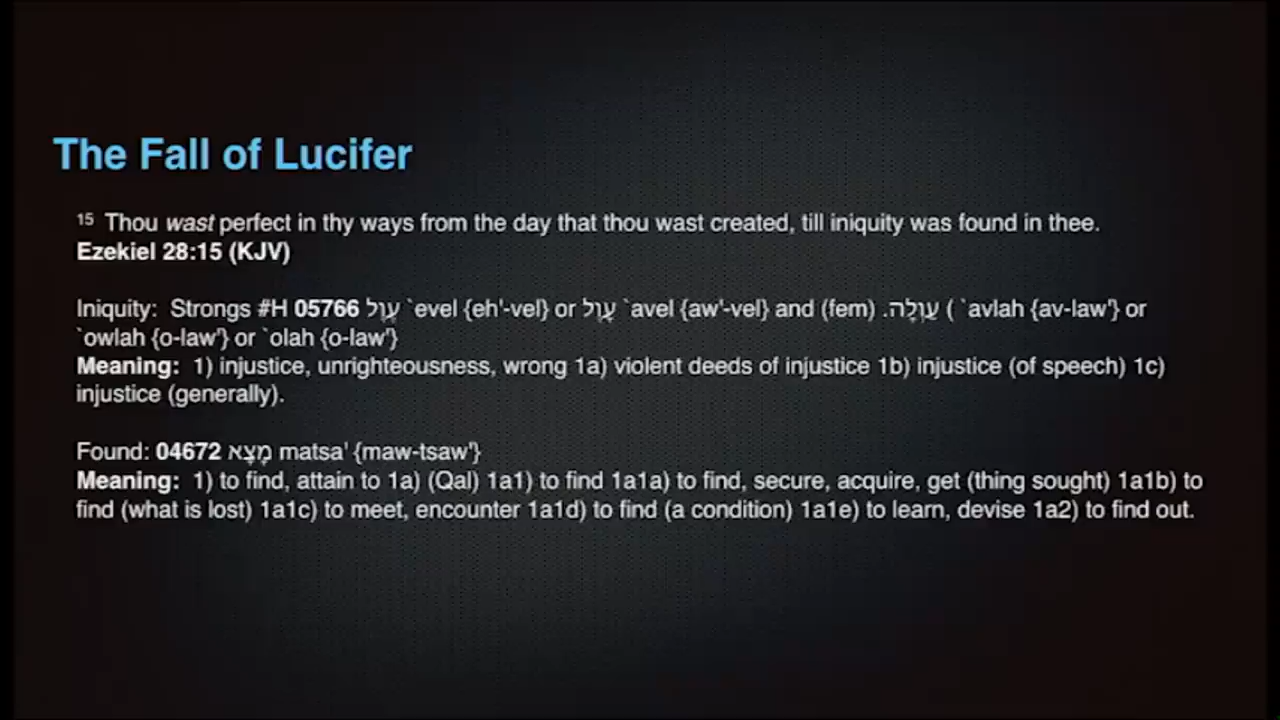 The Fall of Lucifer
15 Thou wast perfect in thy ways from the day that thou wast created, till iniquity was found in thee.
Ezekiel 28:15 (KJV)
Iniquity: Strongs #H 05766 עֶוֶל `evel {eh'-vel} or עָוֶל `avel {aw'-vel} and (fem) .עַוְלָה ( `avlah {av-law'} or
`owlah {o-law'} or `olah {o-law'}
Meaning: 1) injustice, unrighteousness, wrong 1a) violent deeds of injustice 1b) injustice (of speech) 1c)
injustice (generally).
Found: 04672 מָצָא matsa' {maw-tsaw'}
Meaning: 1) to find, attain to 1a) (Qal) 1a1) to find 1a1a) to find, secure, acquire, get (thing sought) 1a1b) to
find (what is lost) 1a1c) to meet, encounter 1a1d) to find (a condition) 1a1e) to learn, devise 1a2) to find out.